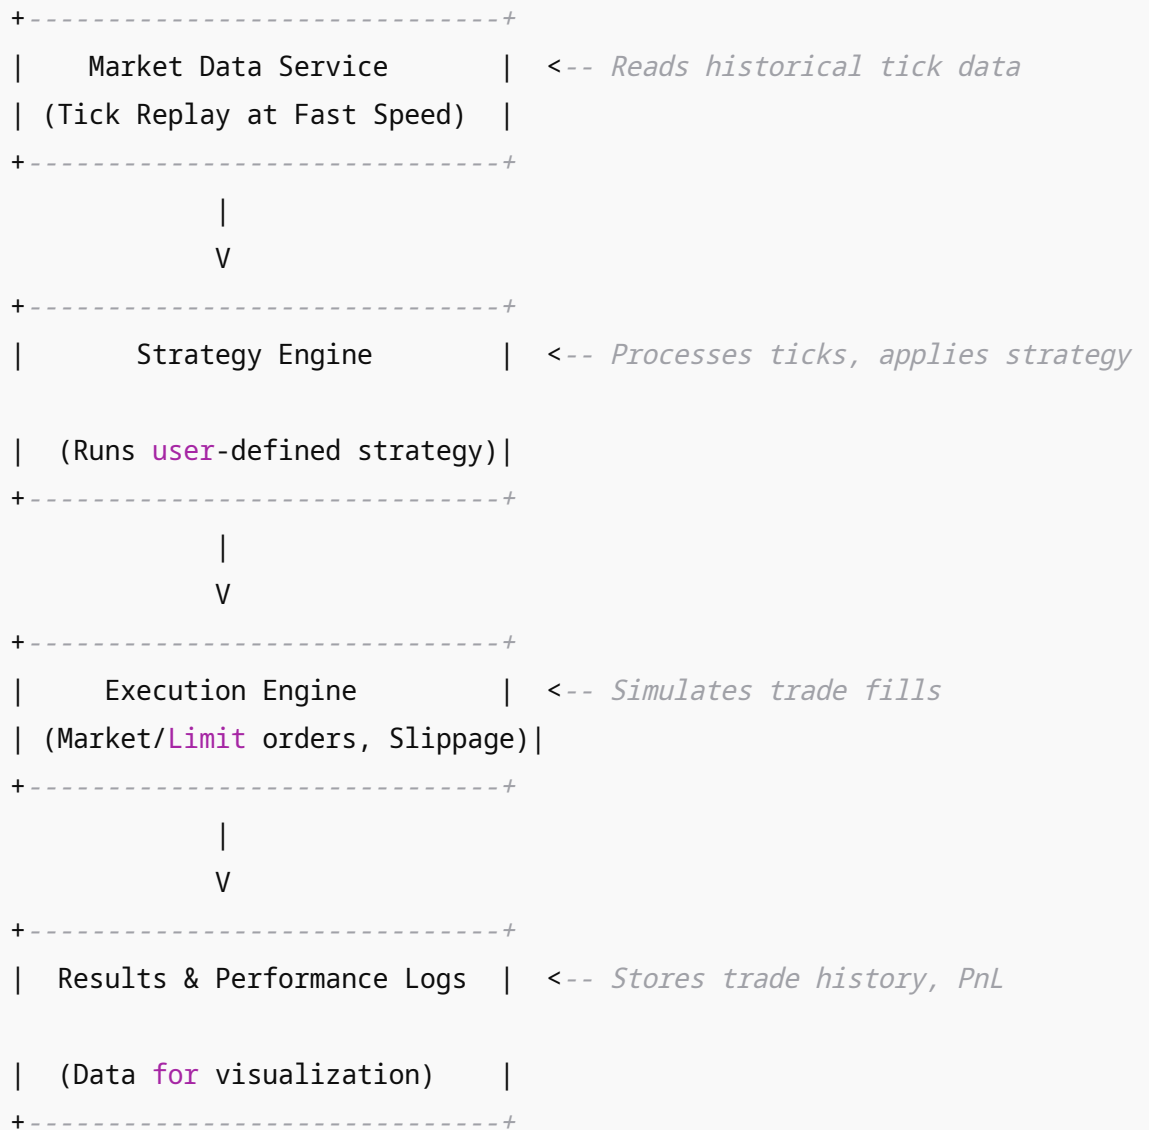 +------------------------------+
|    Market Data Service       |  <-- Reads historical tick data
| (Tick Replay at Fast Speed)  |
+------------------------------+
             |
             V
+------------------------------+
|       Strategy Engine        |  <-- Processes ticks, applies strategy
|  (Runs user-defined strategy)|
+------------------------------+
             |
             V
+------------------------------+
|     Execution Engine         |  <-- Simulates trade fills
| (Market/Limit orders, Slippage)|
+------------------------------+
             |
             V
+------------------------------+
|  Results & Performance Logs  |  <-- Stores trade history, PnL
|  (Data for visualization)    |
+------------------------------+